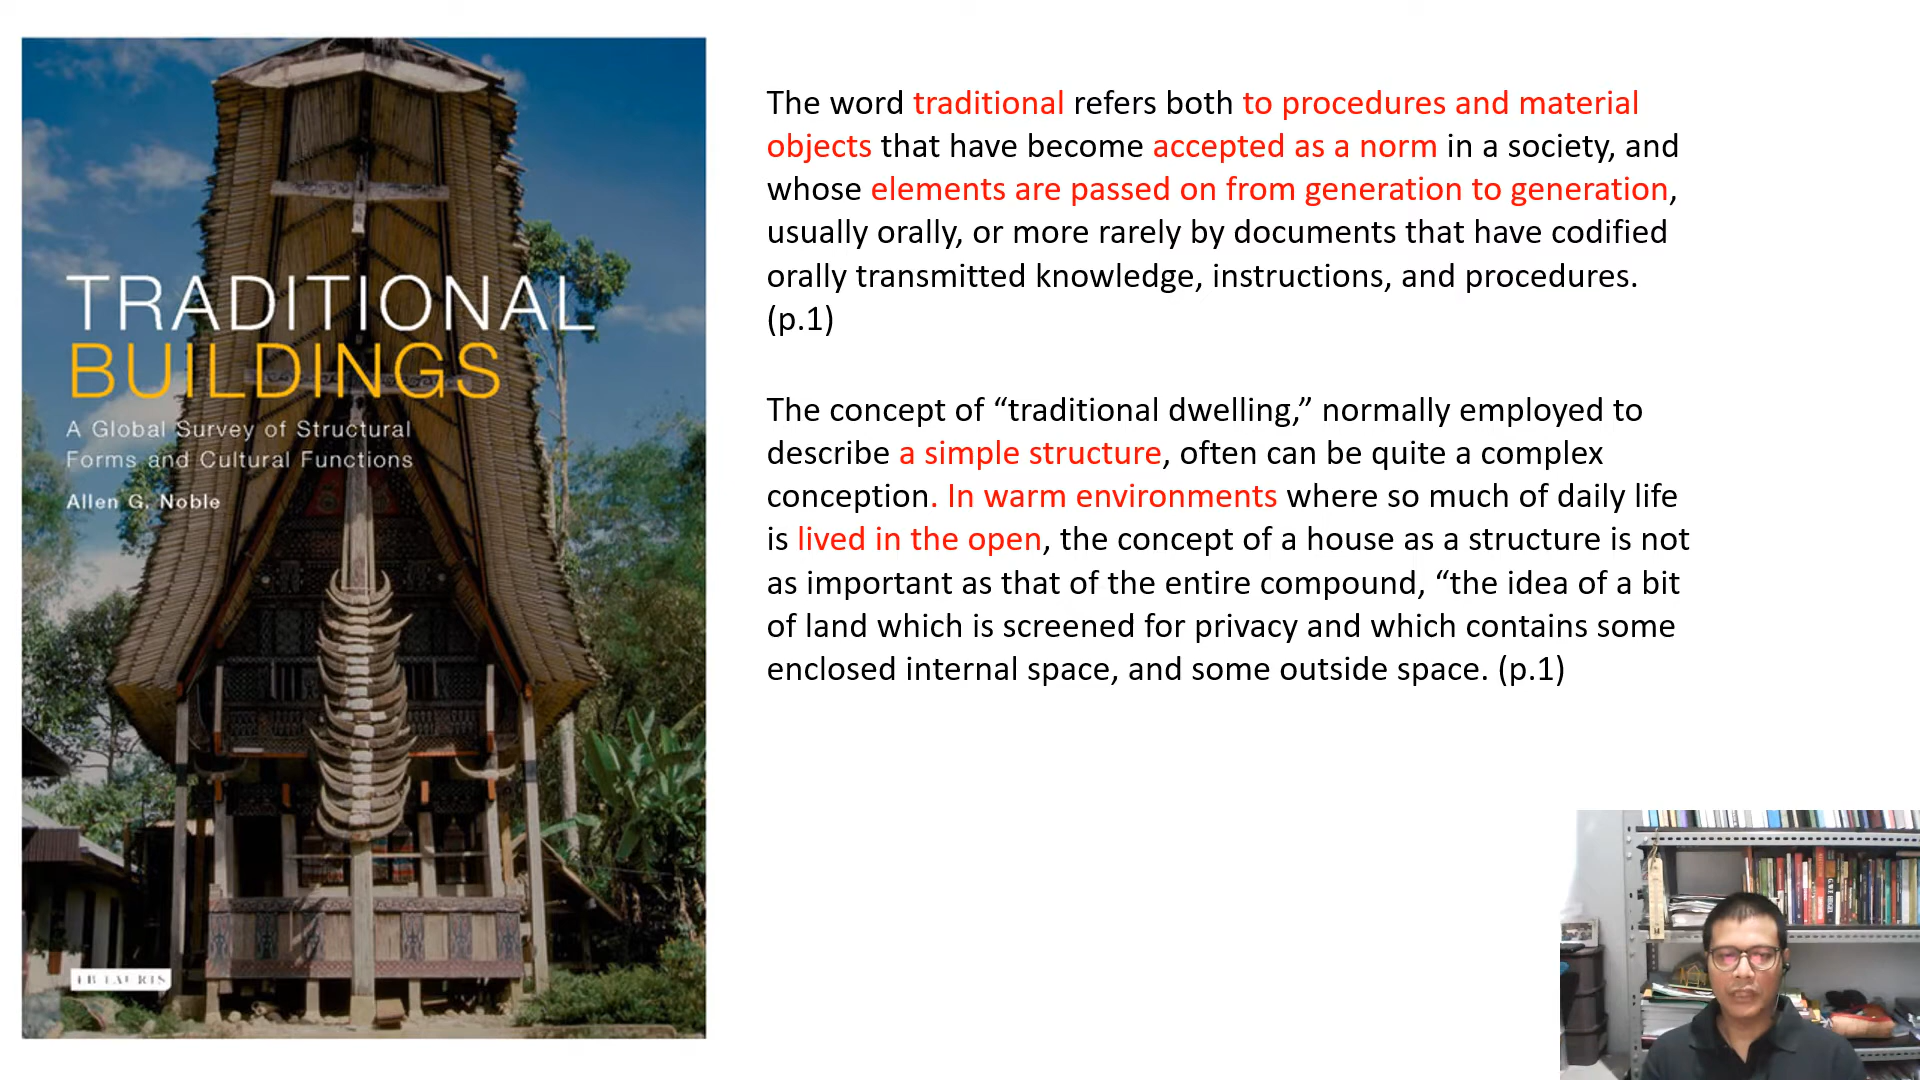 TRADITIONAL
BUILDINGS
A Global Survey of Structural
Forms and Cultural Functions
Allen G. Noble
I.B.TAURIS
The word traditional refers both to procedures and material
objects that have become accepted as a norm in a society, and
whose elements are passed on from generation to generation,
usually orally, or more rarely by documents that have codified
orally transmitted knowledge, instructions, and procedures.
(p.1)
The concept of “traditional dwelling,” normally employed to
describe a simple structure, often can be quite a complex
conception. In warm environments where so much of daily life
is lived in the open, the concept of a house as a structure is not
as important as that of the entire compound, “the idea of a bit
of land which is screened for privacy and which contains some
enclosed internal space, and some outside space. (p.1)